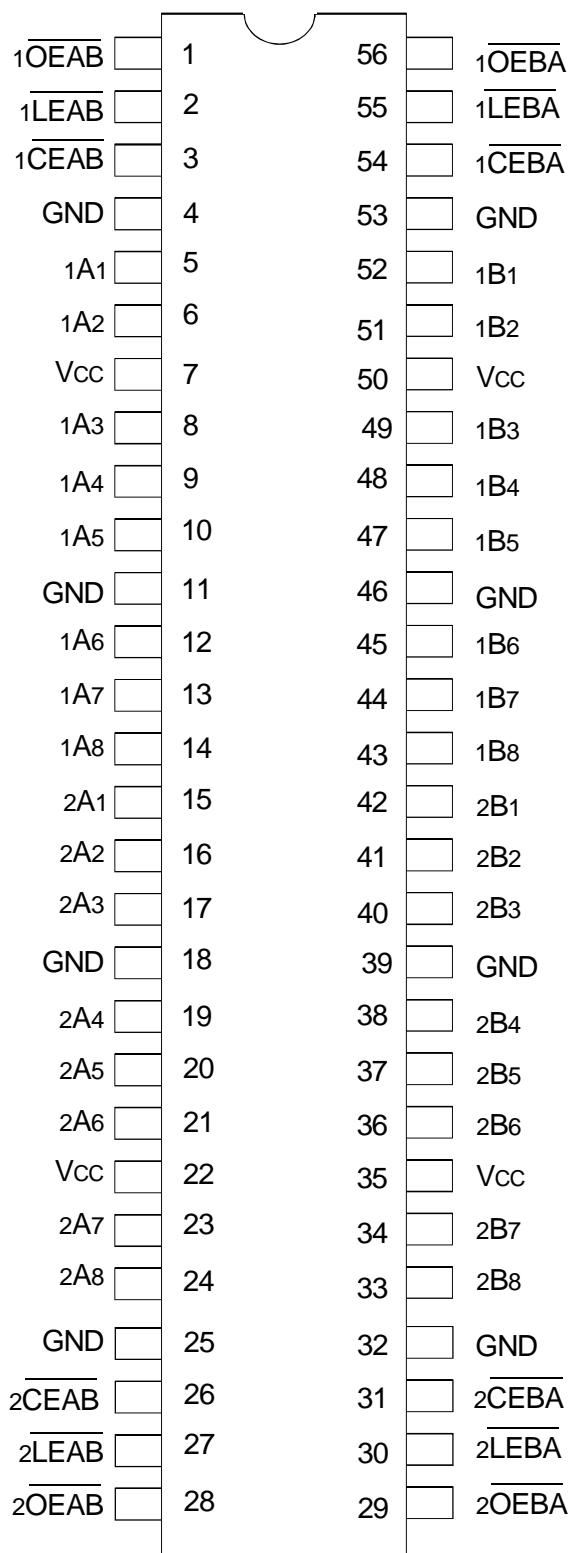 1OEAB 1 56 1OEBA
1LEAB 2 55 1LEBA
1CEAB 3 54 1CEBA
GND 4 53 GND
1A1 5 52 1B1
1A2 6 51 1B2
VCC 7 50 VCC
1A3 8 49 1B3
1A4 9 48 1B4
1A5 10 47 1B5
GND 11 46 GND
1A6 12 45 1B6
1A7 13 44 1B7
1A8 14 43 1B8
2A1 15 42 2B1
2A2 16 41 2B2
2A3 17 40 2B3
GND 18 39 GND
2A4 19 38 2B4
2A5 20 37 2B5
2A6 21 36 2B6
VCC 22 35 VCC
2A7 23 34 2B7
2A8 24 33 2B8
GND 25 32 GND
2CEAB 26 31 2CEBA
2LEAB 27 30 2LEBA
2OEAB 28 29 2OEBA